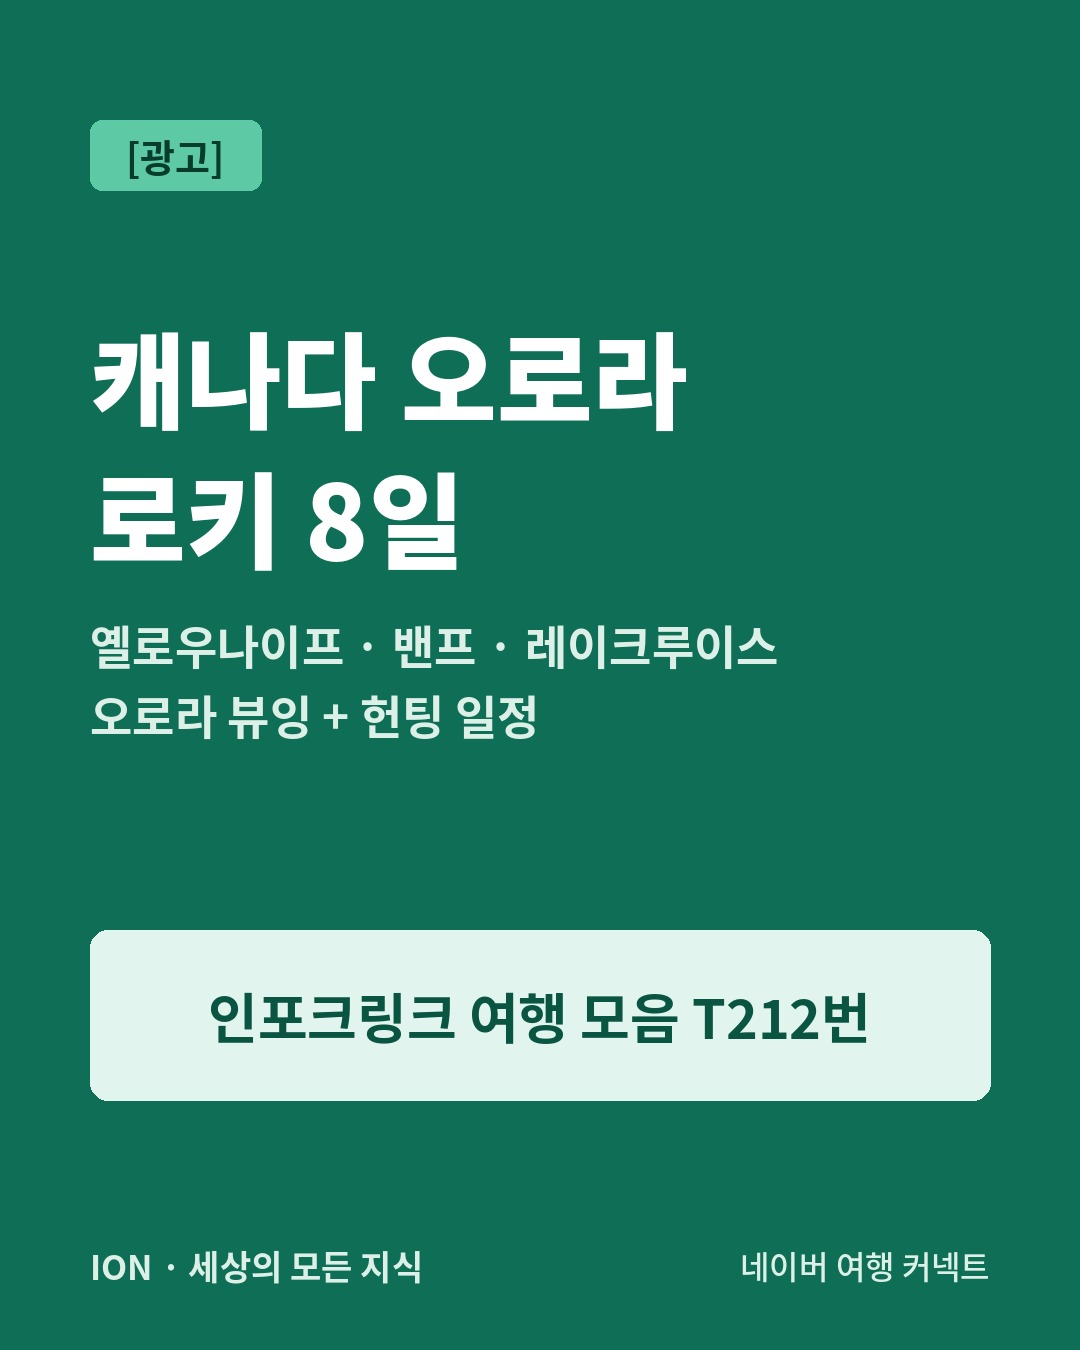 [광고]
캐나다 오로라
로키 8일
옐로우나이프 · 밴프 · 레이크루이스
오로라 뷰잉 + 헌팅 일정
인포크링크 여행 모음 T212번
ION · 세상의 모든 지식
네이버 여행 커넥트